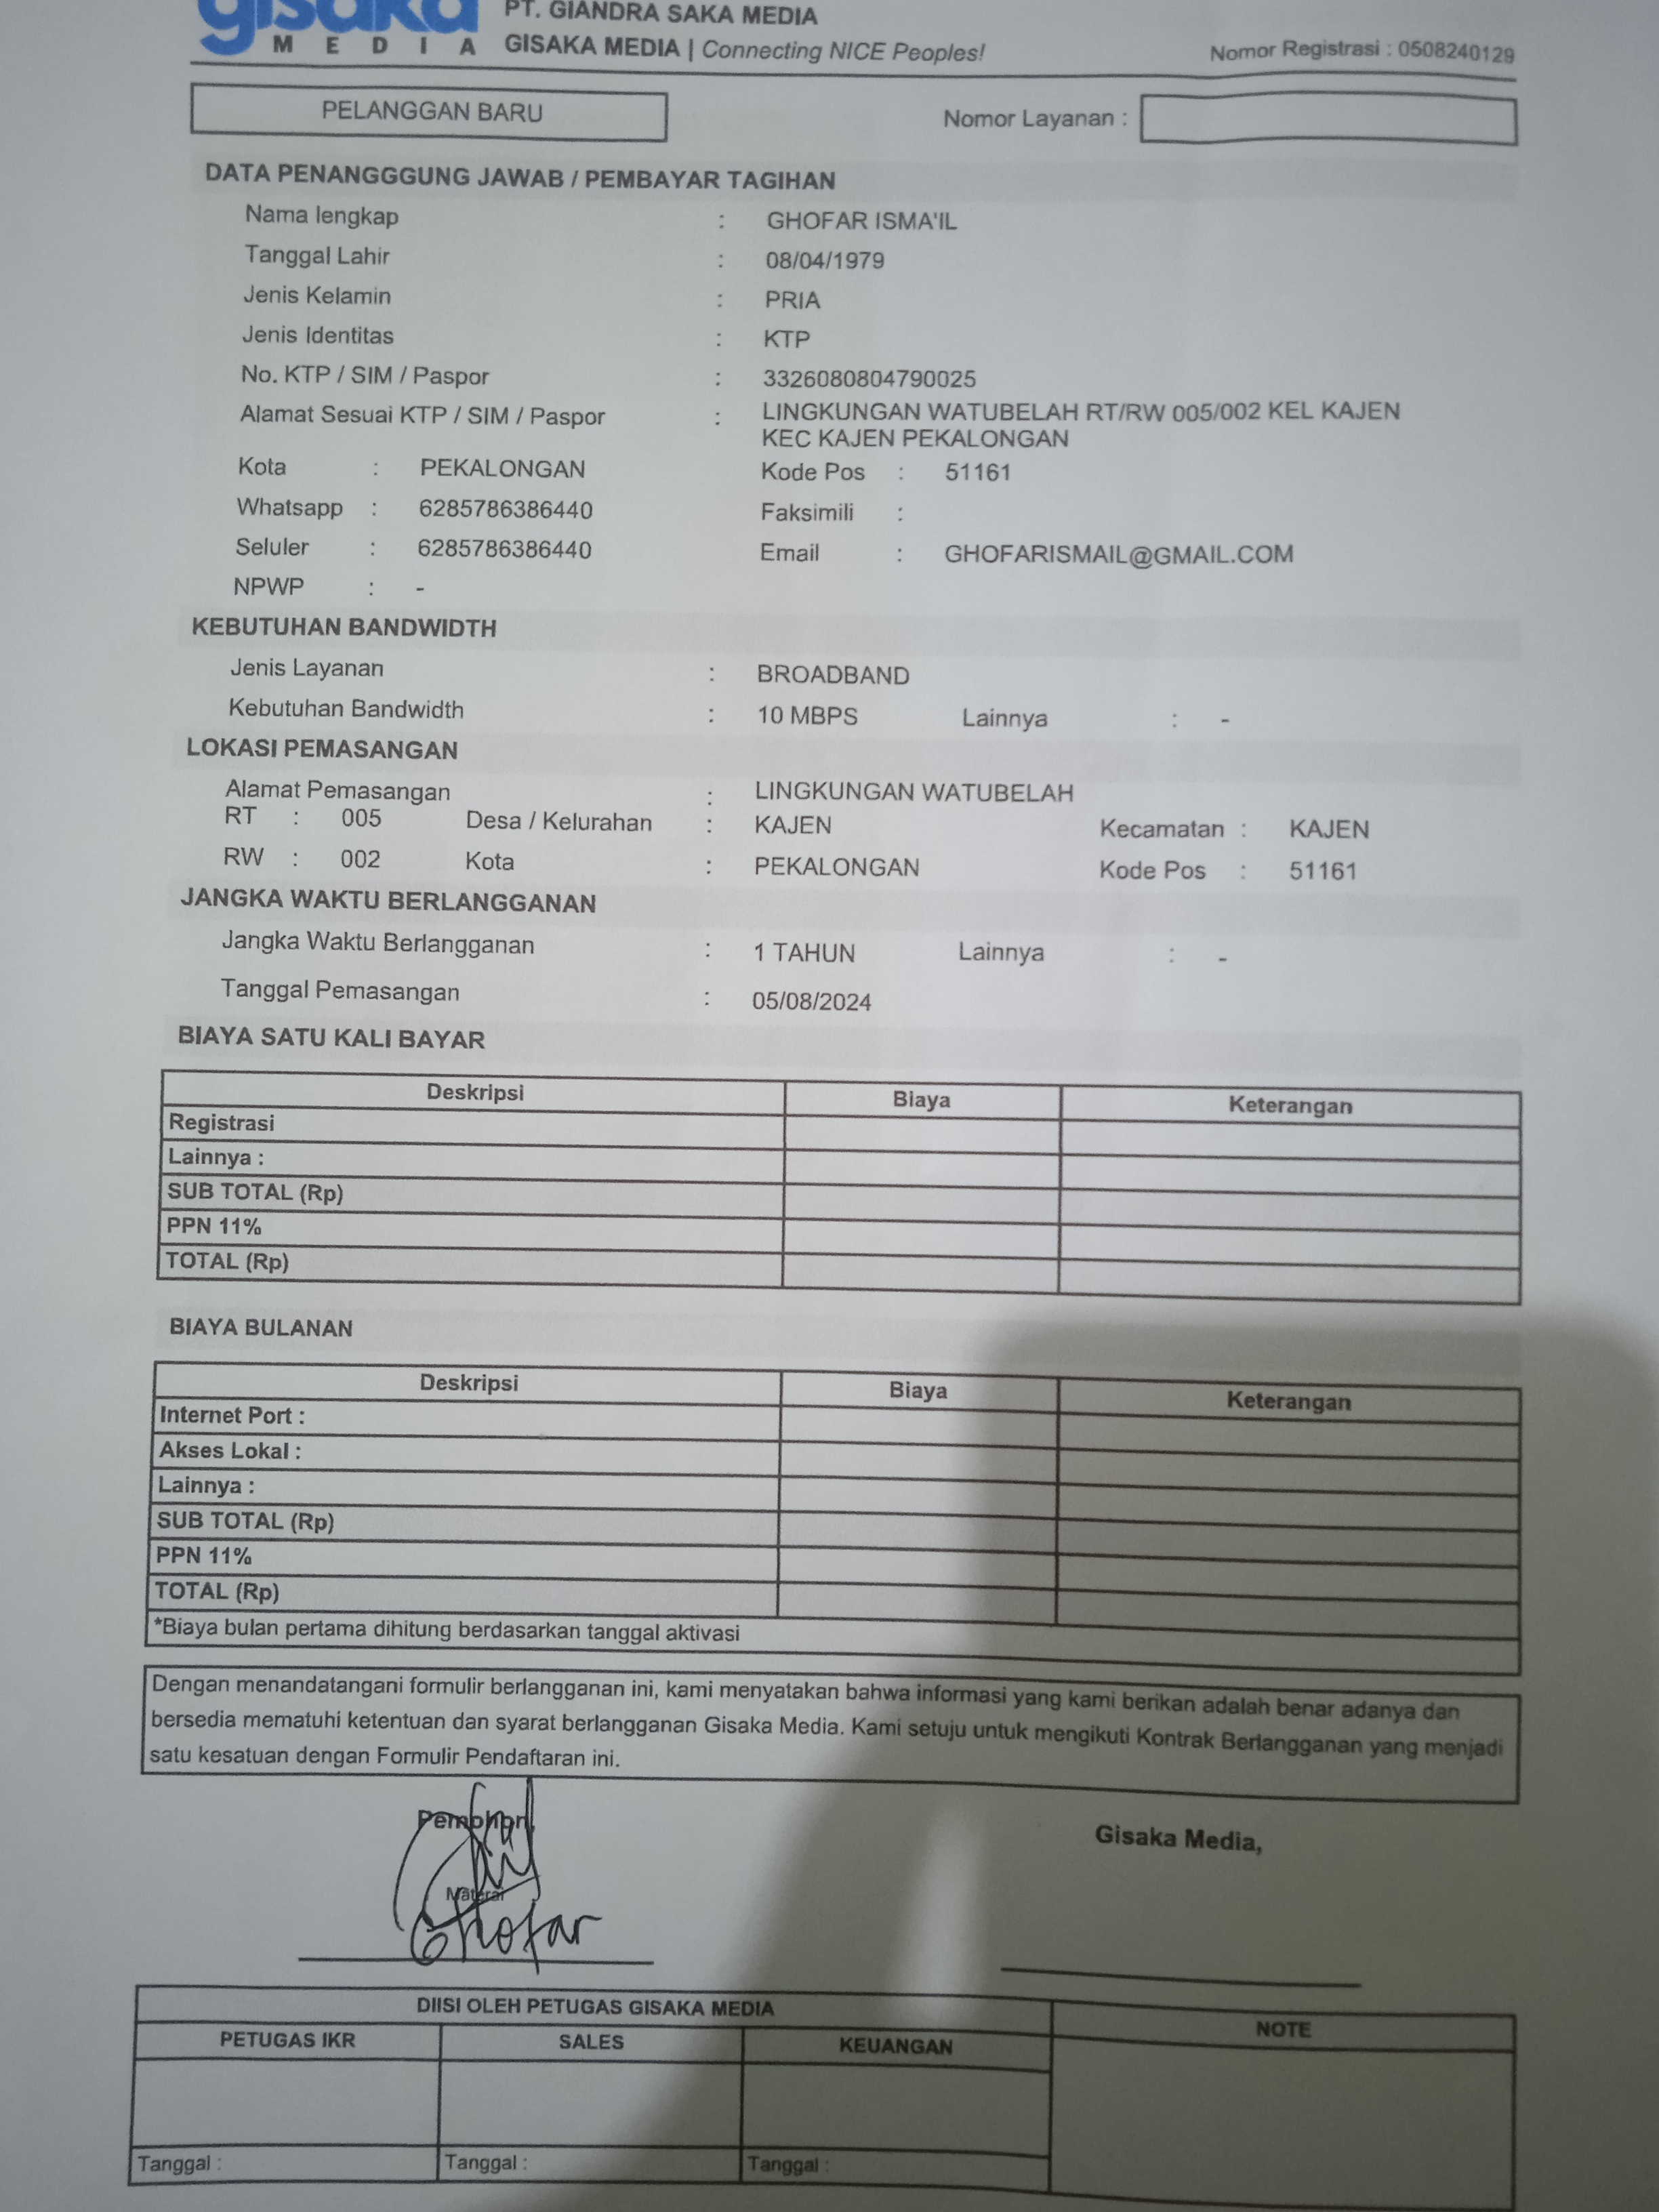 gisaka
MEDIA
PT. GIANDRA SAKA MEDIA
GISAKA MEDIA | Connecting NICE Peoples!
Nomor Registrasi : 0508240129
PELANGGAN BARU
Nomor Layanan :
DATA PENANGGGUNG JAWAB / PEMBAYAR TAGIHAN
Nama lengkap : GHOFAR ISMA'IL
Tanggal Lahir : 08/04/1979
Jenis Kelamin : PRIA
Jenis Identitas : KTP
No. KTP / SIM / Paspor : 3326080804790025
Alamat Sesuai KTP / SIM / Paspor : LINGKUNGAN WATUBELAH RT/RW 005/002 KEL KAJEN
KEC KAJEN PEKALONGAN
Kota : PEKALONGAN Kode Pos : 51161
Whatsapp : 6285786386440 Faksimili :
Seluler : 6285786386440 Email : GHOFARISMAIL@GMAIL.COM
NPWP : -
KEBUTUHAN BANDWIDTH
Jenis Layanan : BROADBAND
Kebutuhan Bandwidth : 10 MBPS Lainnya : -
LOKASI PEMASANGAN
Alamat Pemasangan : LINGKUNGAN WATUBELAH
RT : 005 Desa / Kelurahan : KAJEN Kecamatan : KAJEN
RW : 002 Kota : PEKALONGAN Kode Pos : 51161
JANGKA WAKTU BERLANGGANAN
Jangka Waktu Berlangganan : 1 TAHUN Lainnya : -
Tanggal Pemasangan : 05/08/2024
BIAYA SATU KALI BAYAR
Deskripsi Biaya Keterangan
Registrasi
Lainnya :
SUB TOTAL (Rp)
PPN 11%
TOTAL (Rp)
BIAYA BULANAN
Deskripsi Biaya Keterangan
Internet Port :
Akses Lokal :
Lainnya :
SUB TOTAL (Rp)
PPN 11%
TOTAL (Rp)
*Biaya bulan pertama dihitung berdasarkan tanggal aktivasi
Dengan menandatangani formulir berlangganan ini, kami menyatakan bahwa informasi yang kami berikan adalah benar adanya dan
bersedia mematuhi ketentuan dan syarat berlangganan Gisaka Media. Kami setuju untuk mengikuti Kontrak Berlangganan yang menjadi
satu kesatuan dengan Formulir Pendaftaran ini.
Pemohon,
Gisaka Media,
Materai
Ghofar
DIISI OLEH PETUGAS GISAKA MEDIA
NOTE
PETUGAS IKR SALES KEUANGAN
Tanggal : Tanggal : Tanggal :